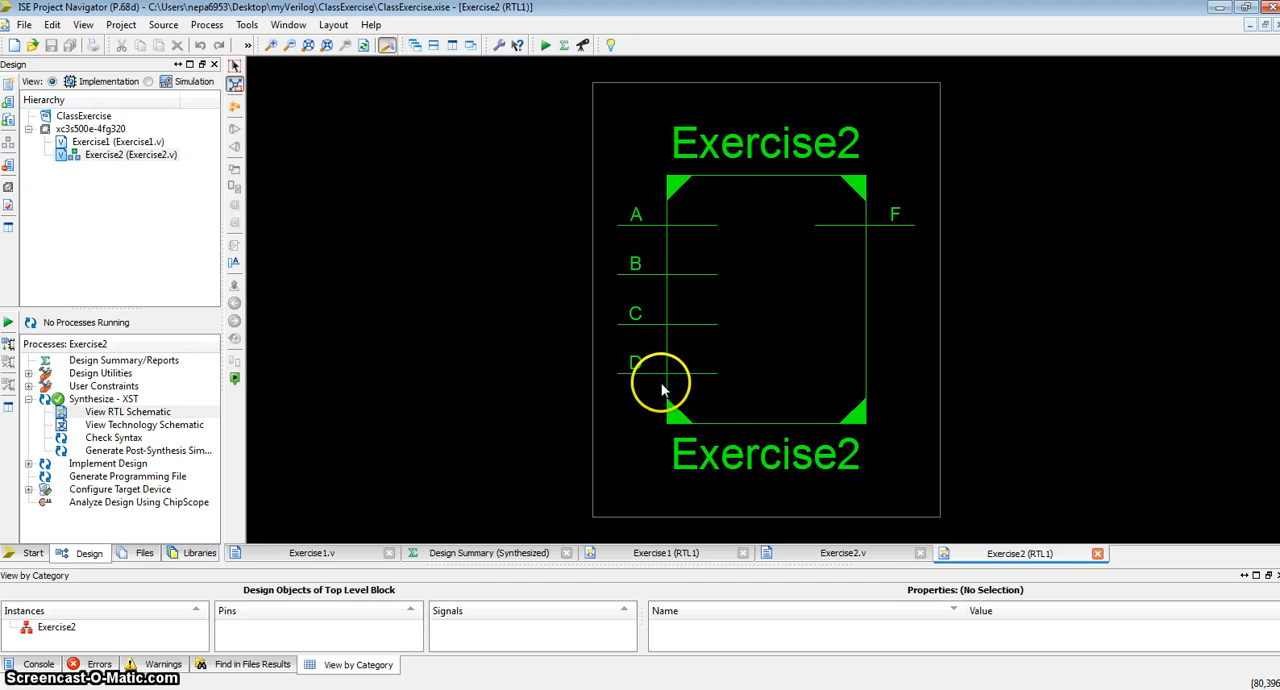 ISE Project Navigator (P.68d) - C:\Users\nepa6953\Desktop\myVerilog\ClassExercise\ClassExercise.xise - [Exercise2 (RTL1)]
File Edit View Project Source Process Tools Window Layout Help
Design
View: Implementation Simulation
Hierarchy
ClassExercise
xc3s500e-4fg320
Exercise1 (Exercise1.v)
Exercise2 (Exercise2.v)
No Processes Running
Processes: Exercise2
Design Summary/Reports
Design Utilities
User Constraints
Synthesize - XST
View RTL Schematic
View Technology Schematic
Check Syntax
Generate Post-Synthesis Sim...
Implement Design
Generate Programming File
Configure Target Device
Analyze Design Using ChipScope
Start Design Files Libraries
Exercise2
A
B
C
D
F
Exercise2
Exercise1.v Design Summary (Synthesized) Exercise1 (RTL1) Exercise2.v Exercise2 (RTL1)
View by Category
Design Objects of Top Level Block Properties: (No Selection)
Instances Pins Signals Name Value
Exercise2
Console Errors Warnings Find in Files Results View by Category
Screencast-O-Matic.com
[80,396